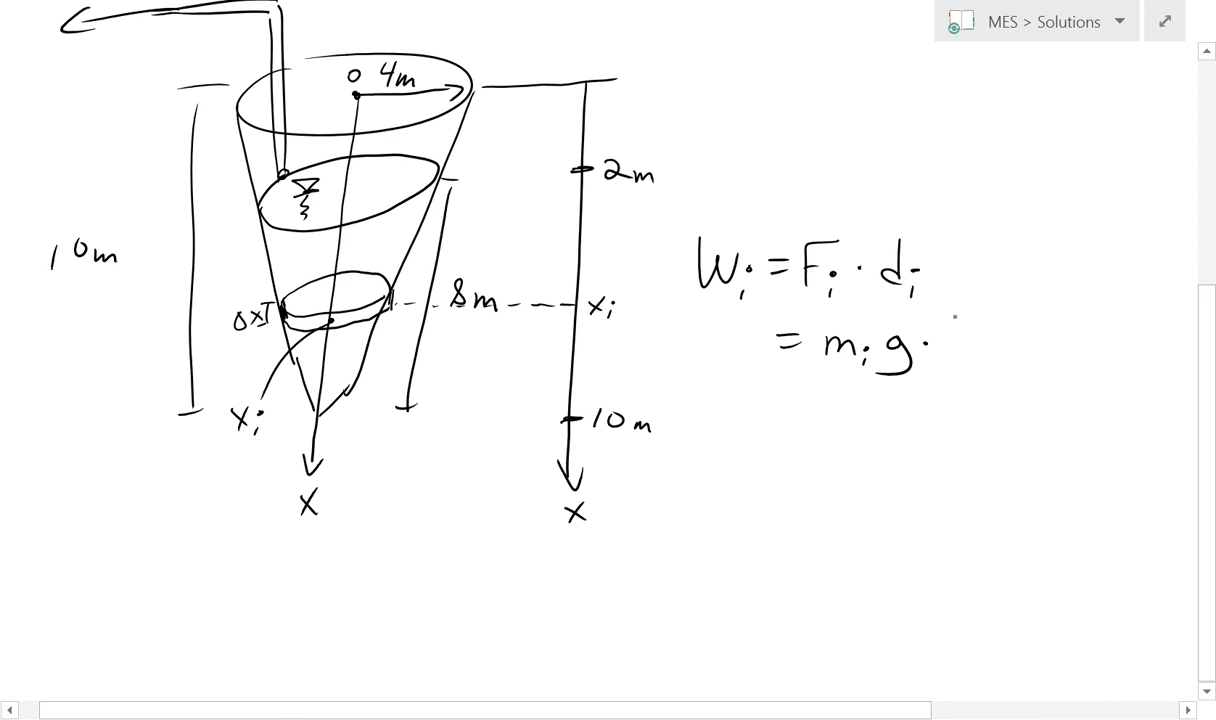 MES > Solutions
o 4m
2m
10m
Wi = Fi · di
8m
xi
Δx
= mi g ·
xi
10m
x
x